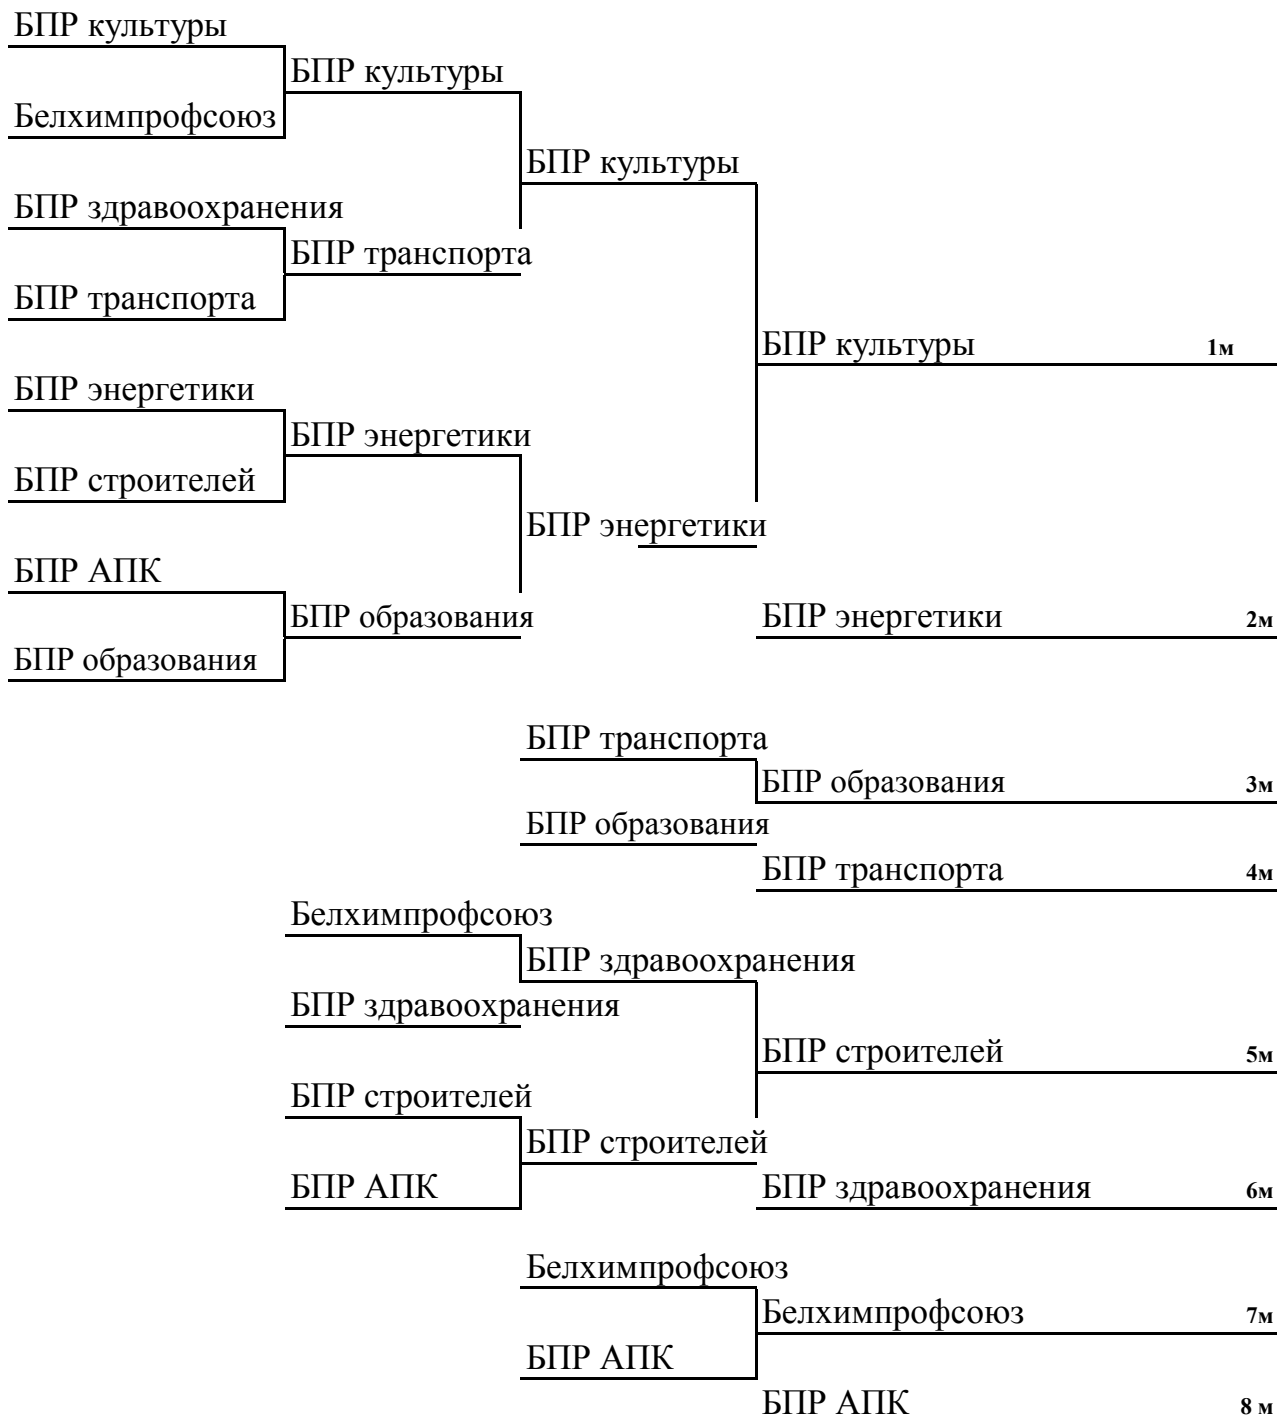 БПР культуры
БПР культуры
Белхимпрофсоюз
БПР культуры
БПР здравоохранения
БПР транспорта
БПР транспорта
БПР культуры 1м
БПР энергетики
БПР энергетики
БПР строителей
БПР энергетики
БПР АПК
БПР образования
БПР энергетики 2м
БПР образования
БПР транспорта
БПР образования 3м
БПР образования
БПР транспорта 4м
Белхимпрофсоюз
БПР здравоохранения
БПР здравоохранения
БПР строителей 5м
БПР строителей
БПР строителей
БПР АПК
БПР здравоохранения 6м
Белхимпрофсоюз
Белхимпрофсоюз 7м
БПР АПК
БПР АПК 8 м